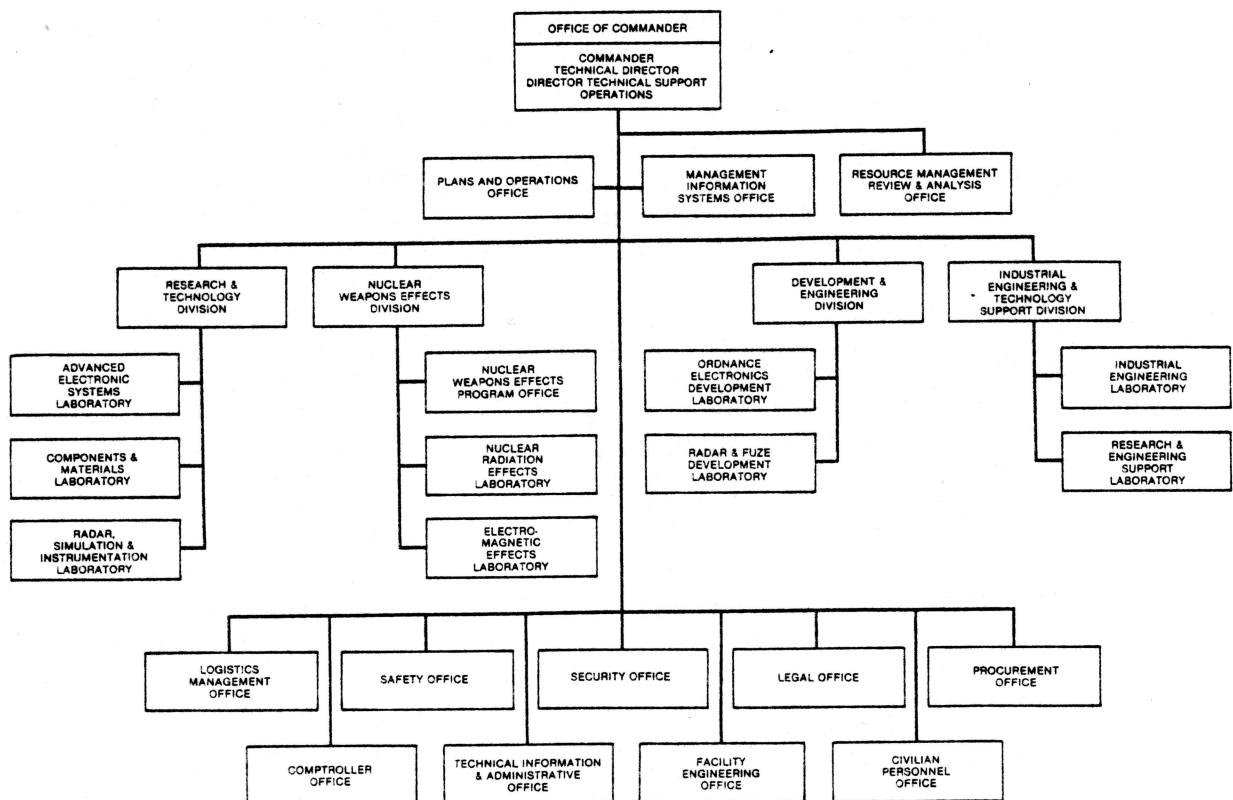 OFFICE OF COMMANDER
COMMANDER
TECHNICAL DIRECTOR
DIRECTOR TECHNICAL SUPPORT
OPERATIONS
PLANS AND OPERATIONS
OFFICE
MANAGEMENT
INFORMATION
SYSTEMS OFFICE
RESOURCE MANAGEMENT
REVIEW & ANALYSIS
OFFICE
RESEARCH &
TECHNOLOGY
DIVISION
NUCLEAR
WEAPONS EFFECTS
DIVISION
DEVELOPMENT &
ENGINEERING
DIVISION
INDUSTRIAL
ENGINEERING &
TECHNOLOGY
SUPPORT DIVISION
ADVANCED
ELECTRONIC
SYSTEMS
LABORATORY
NUCLEAR
WEAPONS EFFECTS
PROGRAM OFFICE
ORDNANCE
ELECTRONICS
DEVELOPMENT
LABORATORY
INDUSTRIAL
ENGINEERING
LABORATORY
COMPONENTS &
MATERIALS
LABORATORY
NUCLEAR
RADIATION
EFFECTS
LABORATORY
RADAR & FUZE
DEVELOPMENT
LABORATORY
RESEARCH &
ENGINEERING
SUPPORT
LABORATORY
RADAR,
SIMULATION &
INSTRUMENTATION
LABORATORY
ELECTRO-
MAGNETIC
EFFECTS
LABORATORY
LOGISTICS
MANAGEMENT
OFFICE
SAFETY OFFICE
SECURITY OFFICE
LEGAL OFFICE
PROCUREMENT
OFFICE
COMPTROLLER
OFFICE
TECHNICAL INFORMATION
& ADMINISTRATIVE
OFFICE
FACILITY
ENGINEERING
OFFICE
CIVILIAN
PERSONNEL
OFFICE